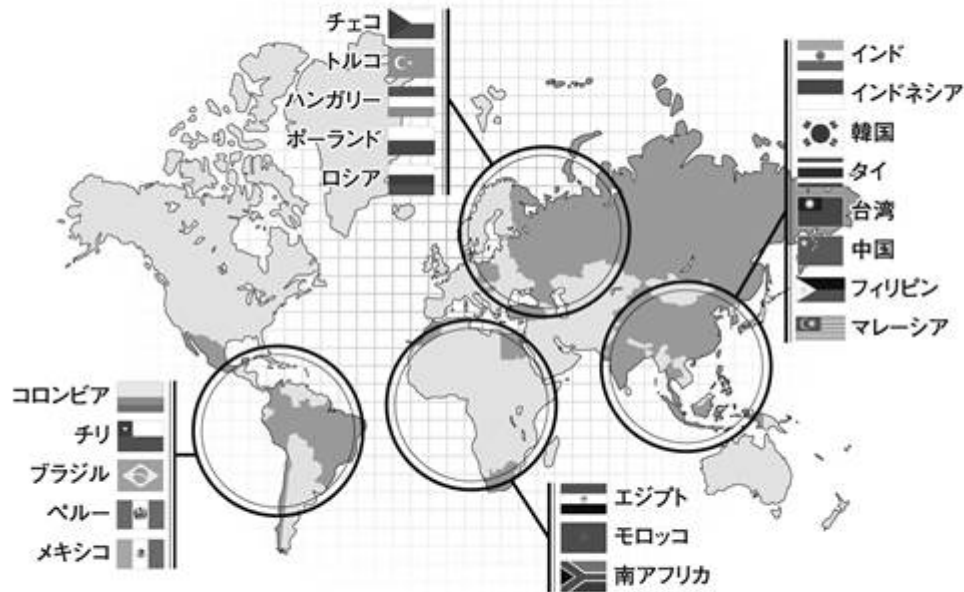 チェコ
トルコ
ハンガリー
ポーランド
ロシア
インド
インドネシア
韓国
タイ
台湾
中国
フィリピン
マレーシア
コロンビア
チリ
ブラジル
ペルー
メキシコ
エジプト
モロッコ
南アフリカ